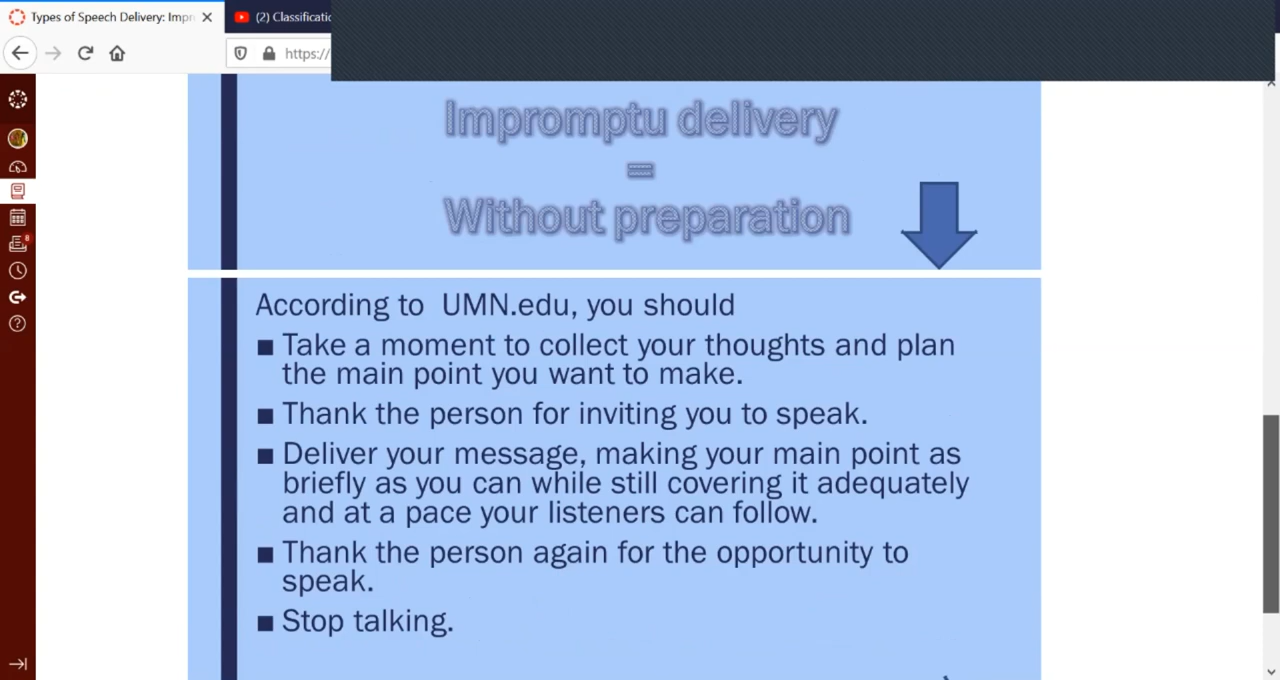 Types of Speech Delivery: Impr
(2) Classificatio
https://
Impromptu delivery
=
Without preparation
According to UMN.edu, you should
■ Take a moment to collect your thoughts and plan
the main point you want to make.
■ Thank the person for inviting you to speak.
■ Deliver your message, making your main point as
briefly as you can while still covering it adequately
and at a pace your listeners can follow.
■ Thank the person again for the opportunity to
speak.
■ Stop talking.
8